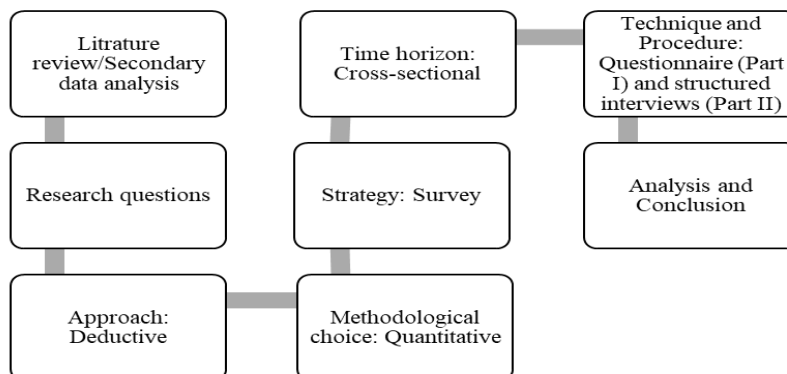 Litrature
review/Secondary
data analysis
Research questions
Approach:
Deductive
Methodological
choice: Quantitative
Strategy: Survey
Time horizon:
Cross-sectional
Technique and
Procedure:
Questionnaire (Part
I) and structured
interviews (Part II)
Analysis and
Conclusion